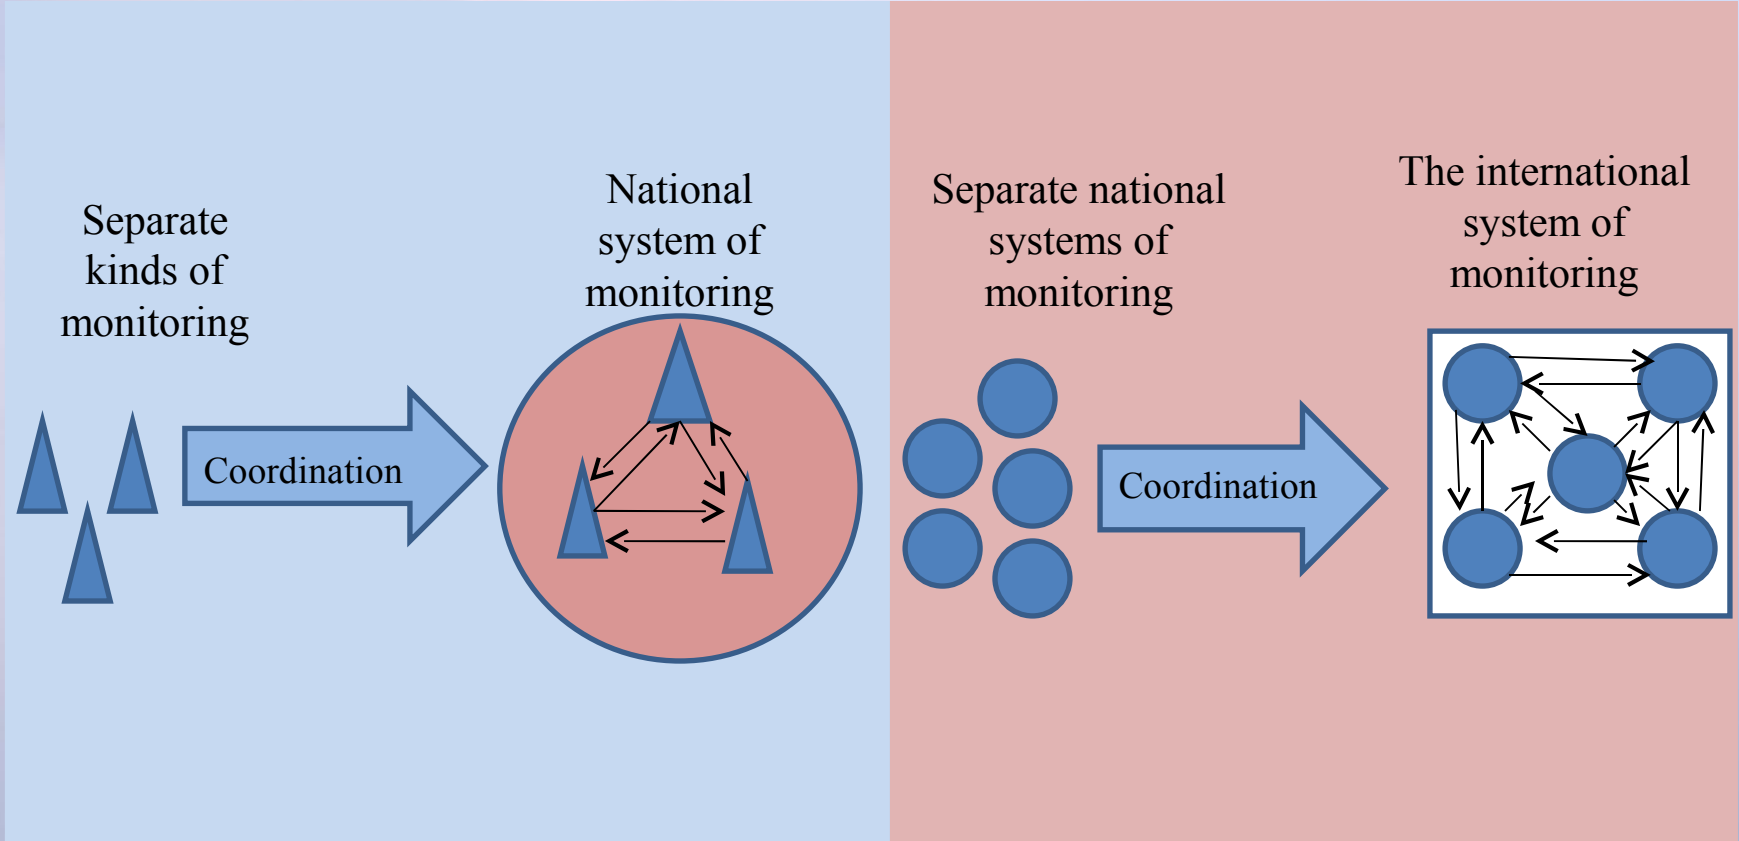 Separate
kinds of
monitoring
Coordination
National
system of
monitoring
Separate national
systems of
monitoring
Coordination
The international
system of
monitoring